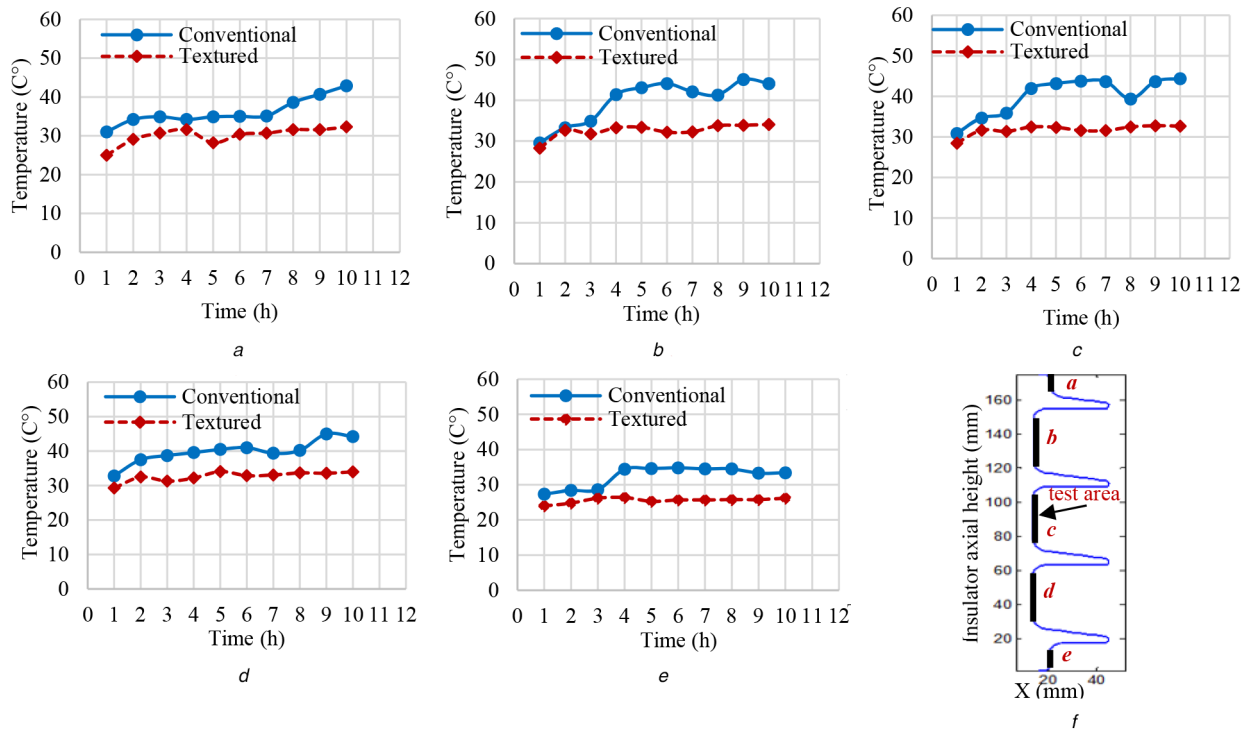 60
50
40
30
20
10
0
Temperature (C°)
Conventional
Textured
0 1 2 3 4 5 6 7 8 9 10 11 12
Time (h)
a
60
50
40
30
20
10
0
Temperature (C°)
Conventional
Textured
0 1 2 3 4 5 6 7 8 9 10 11 12
Time (h)
b
60
50
40
30
20
10
0
Temperature (C°)
Conventional
Textured
0 1 2 3 4 5 6 7 8 9 10 11 12
Time (h)
c
60
50
40
30
20
10
0
Temperature (C°)
Conventional
Textured
0 1 2 3 4 5 6 7 8 9 10 11 12
Time (h)
d
60
50
40
30
20
10
0
Temperature (C°)
Conventional
Textured
0 1 2 3 4 5 6 7 8 9 10 11 12
Time (h)
e
Insulator axial height (mm)
160
140
120
100
80
60
40
20
a
b
test area
c
d
e
20 40
X (mm)
f